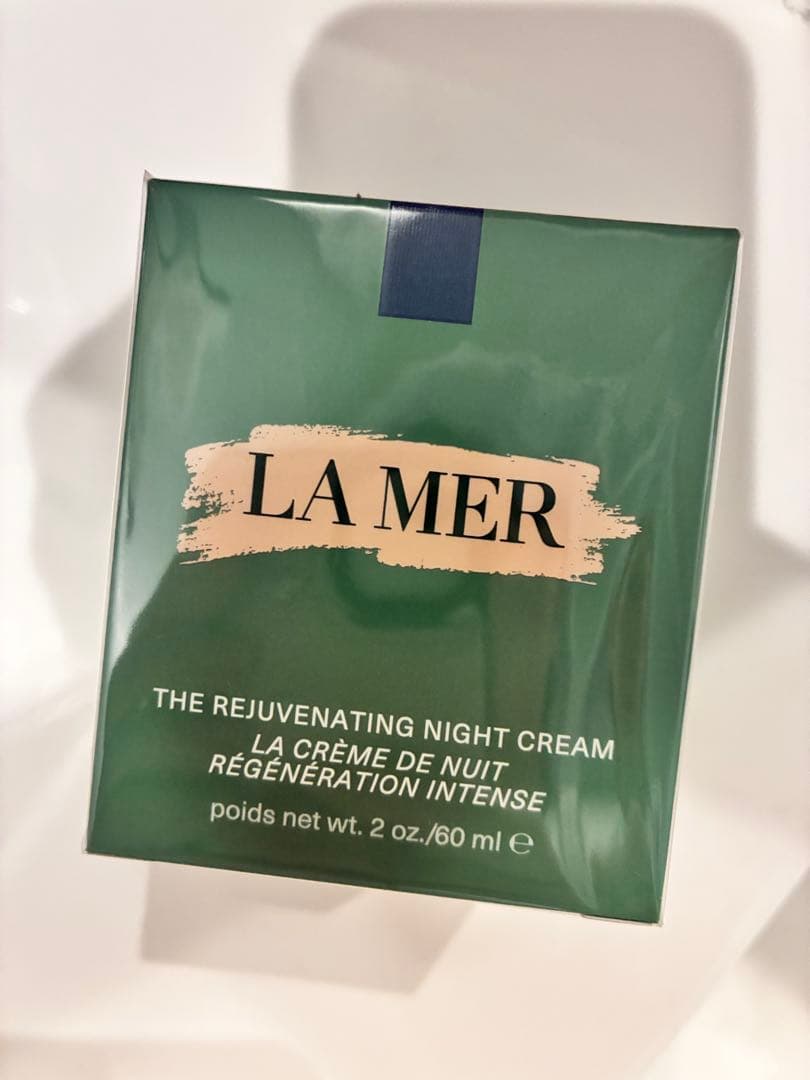 LA MER
THE REJUVENATING NIGHT CREAM
LA CRÈME DE NUIT
RÉGÉNÉRATION INTENSE
poids net wt. 2 oz./60 ml ℮